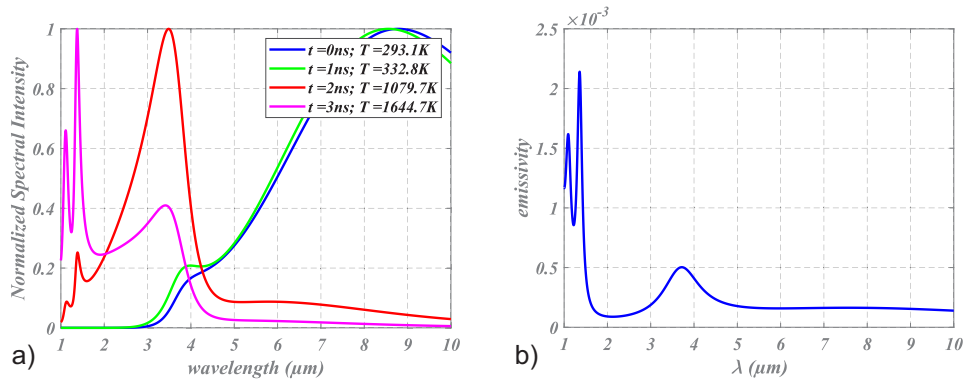 Normalized Spectral Intensity
1
0.8
0.6
0.4
0.2
0
t =0ns; T =293.1K
t =1ns; T =332.8K
t =2ns; T =1079.7K
t =3ns; T =1644.7K
1 2 3 4 5 6 7 8 9 10
wavelength (μm)
a)
×10⁻³
emissivity
2.5
2
1.5
1
0.5
0
1 2 3 4 5 6 7 8 9 10
λ (μm)
b)